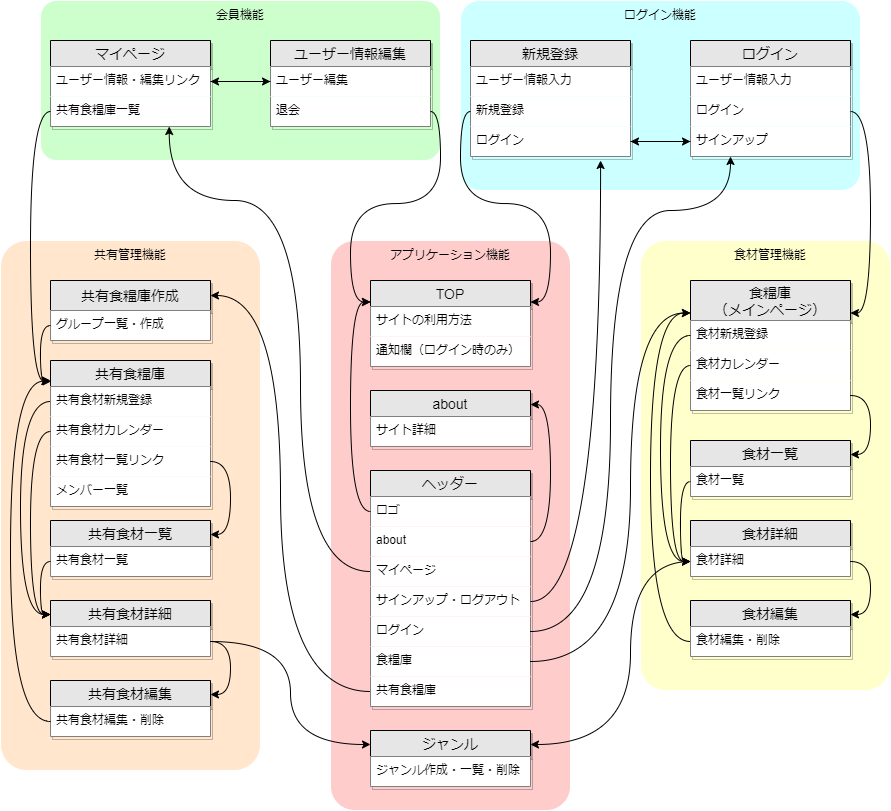 会員機能
マイページ
ユーザー情報・編集リンク
共有食糧庫一覧
ユーザー情報編集
ユーザー編集
退会
ログイン機能
新規登録
ユーザー情報入力
新規登録
ログイン
ログイン
ユーザー情報入力
ログイン
サインアップ
共有管理機能
共有食糧庫作成
グループ一覧・作成
共有食糧庫
共有食材新規登録
共有食材カレンダー
共有食材一覧リンク
メンバー一覧
共有食材一覧
共有食材一覧
共有食材詳細
共有食材詳細
共有食材編集
共有食材編集・削除
アプリケーション機能
TOP
サイトの利用方法
通知欄（ログイン時のみ）
about
サイト詳細
ヘッダー
ロゴ
about
マイページ
サインアップ・ログアウト
ログイン
食糧庫
共有食糧庫
ジャンル
ジャンル作成・一覧・削除
食材管理機能
食糧庫
（メインページ）
食材新規登録
食材カレンダー
食材一覧リンク
食材一覧
食材一覧
食材詳細
食材詳細
食材編集
食材編集・削除